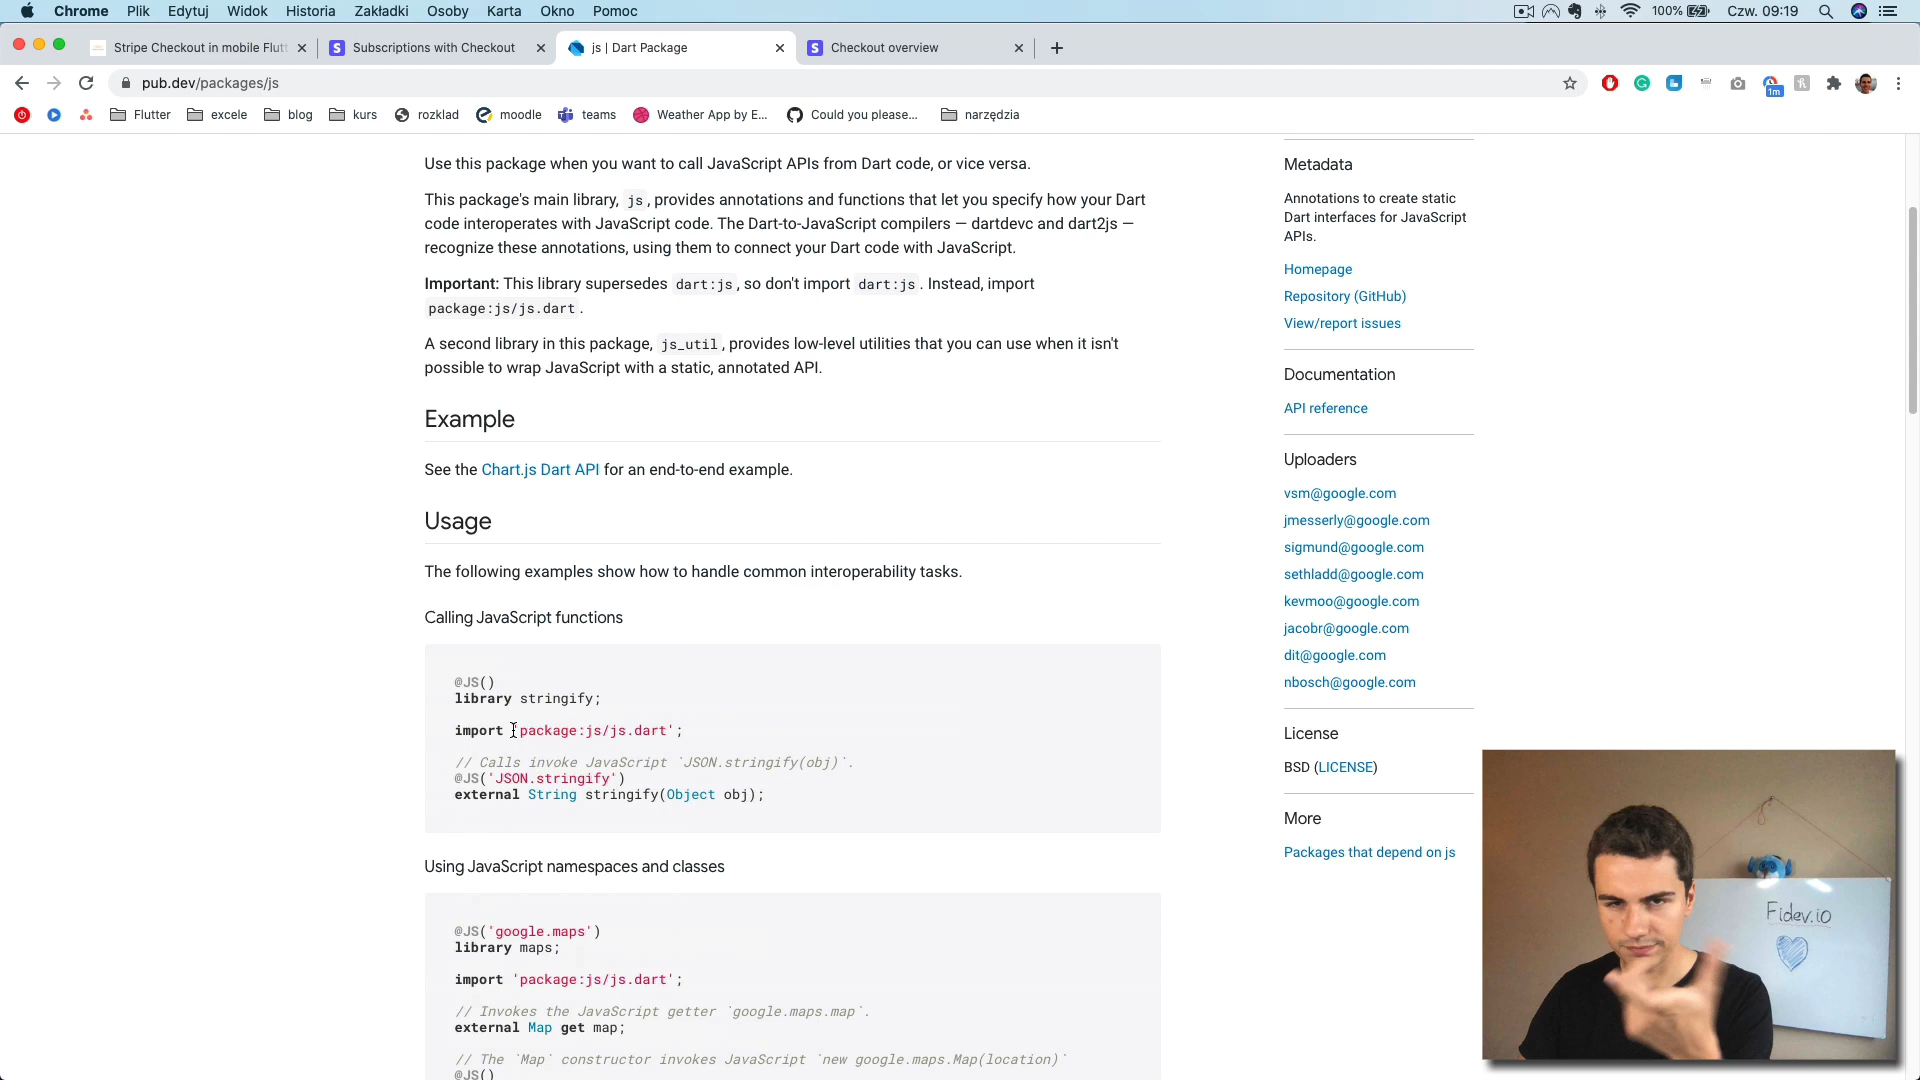 Chrome Plik Edytuj Widok Historia Zakładki Osoby Karta Okno Pomoc 100% Czw. 09:19
Stripe Checkout in mobile Flutt Subscriptions with Checkout js | Dart Package Checkout overview
pub.dev/packages/js
1m
Flutter excele blog kurs rozklad moodle teams Weather App by E... Could you please... narzędzia
Use this package when you want to call JavaScript APIs from Dart code, or vice versa.
This package's main library, js, provides annotations and functions that let you specify how your Dart
code interoperates with JavaScript code. The Dart-to-JavaScript compilers — dartdevc and dart2js —
recognize these annotations, using them to connect your Dart code with JavaScript.
Important: This library supersedes dart:js, so don't import dart:js. Instead, import
package:js/js.dart.
A second library in this package, js_util, provides low-level utilities that you can use when it isn't
possible to wrap JavaScript with a static, annotated API.
Example
See the Chart.js Dart API for an end-to-end example.
Usage
The following examples show how to handle common interoperability tasks.
Calling JavaScript functions
@JS()
library stringify;
import 'package:js/js.dart';
// Calls invoke JavaScript `JSON.stringify(obj)`.
@JS('JSON.stringify')
external String stringify(Object obj);
Using JavaScript namespaces and classes
@JS('google.maps')
library maps;
import 'package:js/js.dart';
// Invokes the JavaScript getter `google.maps.map`.
external Map get map;
// The `Map` constructor invokes JavaScript `new google.maps.Map(location)`
@JS()
Metadata
Annotations to create static
Dart interfaces for JavaScript
APIs.
Homepage
Repository (GitHub)
View/report issues
Documentation
API reference
Uploaders
vsm@google.com
jmesserly@google.com
sigmund@google.com
sethladd@google.com
kevmoo@google.com
jacobr@google.com
dit@google.com
nbosch@google.com
License
BSD (LICENSE)
More
Packages that depend on js
Fidev.io